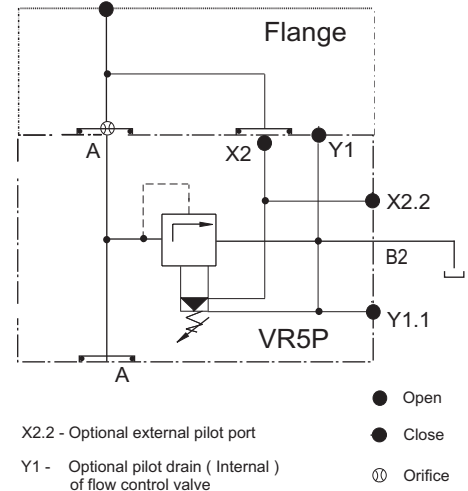 Flange
A
X2
Y1
X2.2
B2
Y1.1
VR5P
A
Open
X2.2 - Optional external pilot port
Close
Y1 - Optional pilot drain ( Internal )
of flow control valve
Orifice